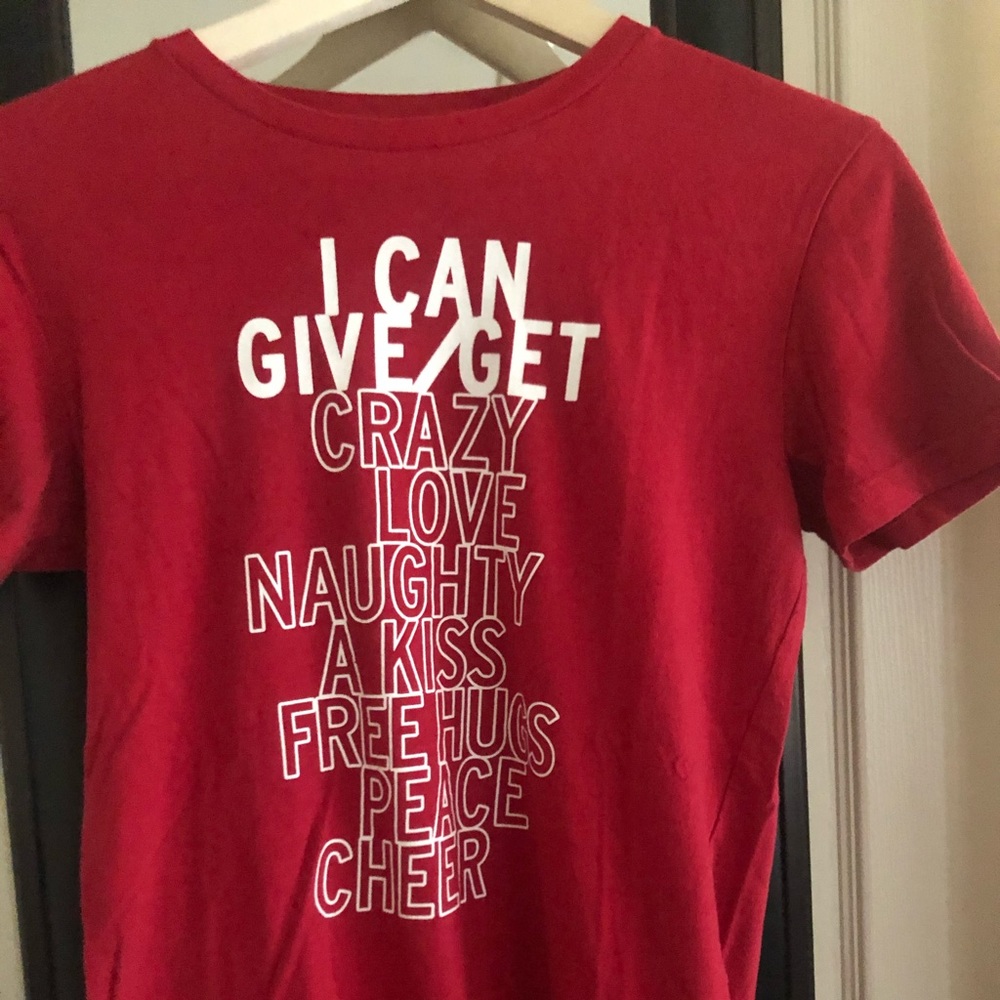 I CAN
GIVE/GET
CRAZY
LOVE
NAUGHTY
A KISS
FREE HUGS
PEACE
CHEER